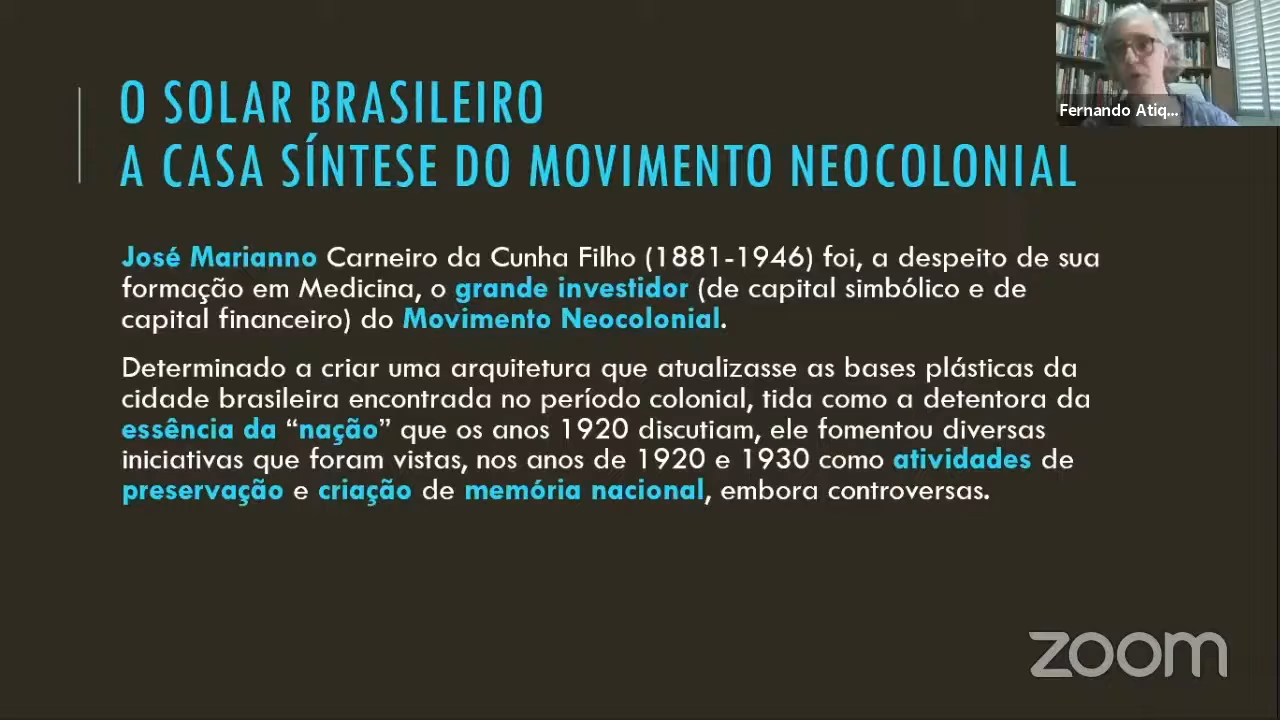 O SOLAR BRASILEIRO
A CASA SÍNTESE DO MOVIMENTO NEOCOLONIAL
Fernando Atiq...
José Marianno Carneiro da Cunha Filho (1881-1946) foi, a despeito de sua
formação em Medicina, o grande investidor (de capital simbólico e de
capital financeiro) do Movimento Neocolonial.
Determinado a criar uma arquitetura que atualizasse as bases plásticas da
cidade brasileira encontrada no período colonial, tida como a detentora da
essência da “nação” que os anos 1920 discutiam, ele fomentou diversas
iniciativas que foram vistas, nos anos de 1920 e 1930 como atividades de
preservação e criação de memória nacional, embora controversas.
zoom